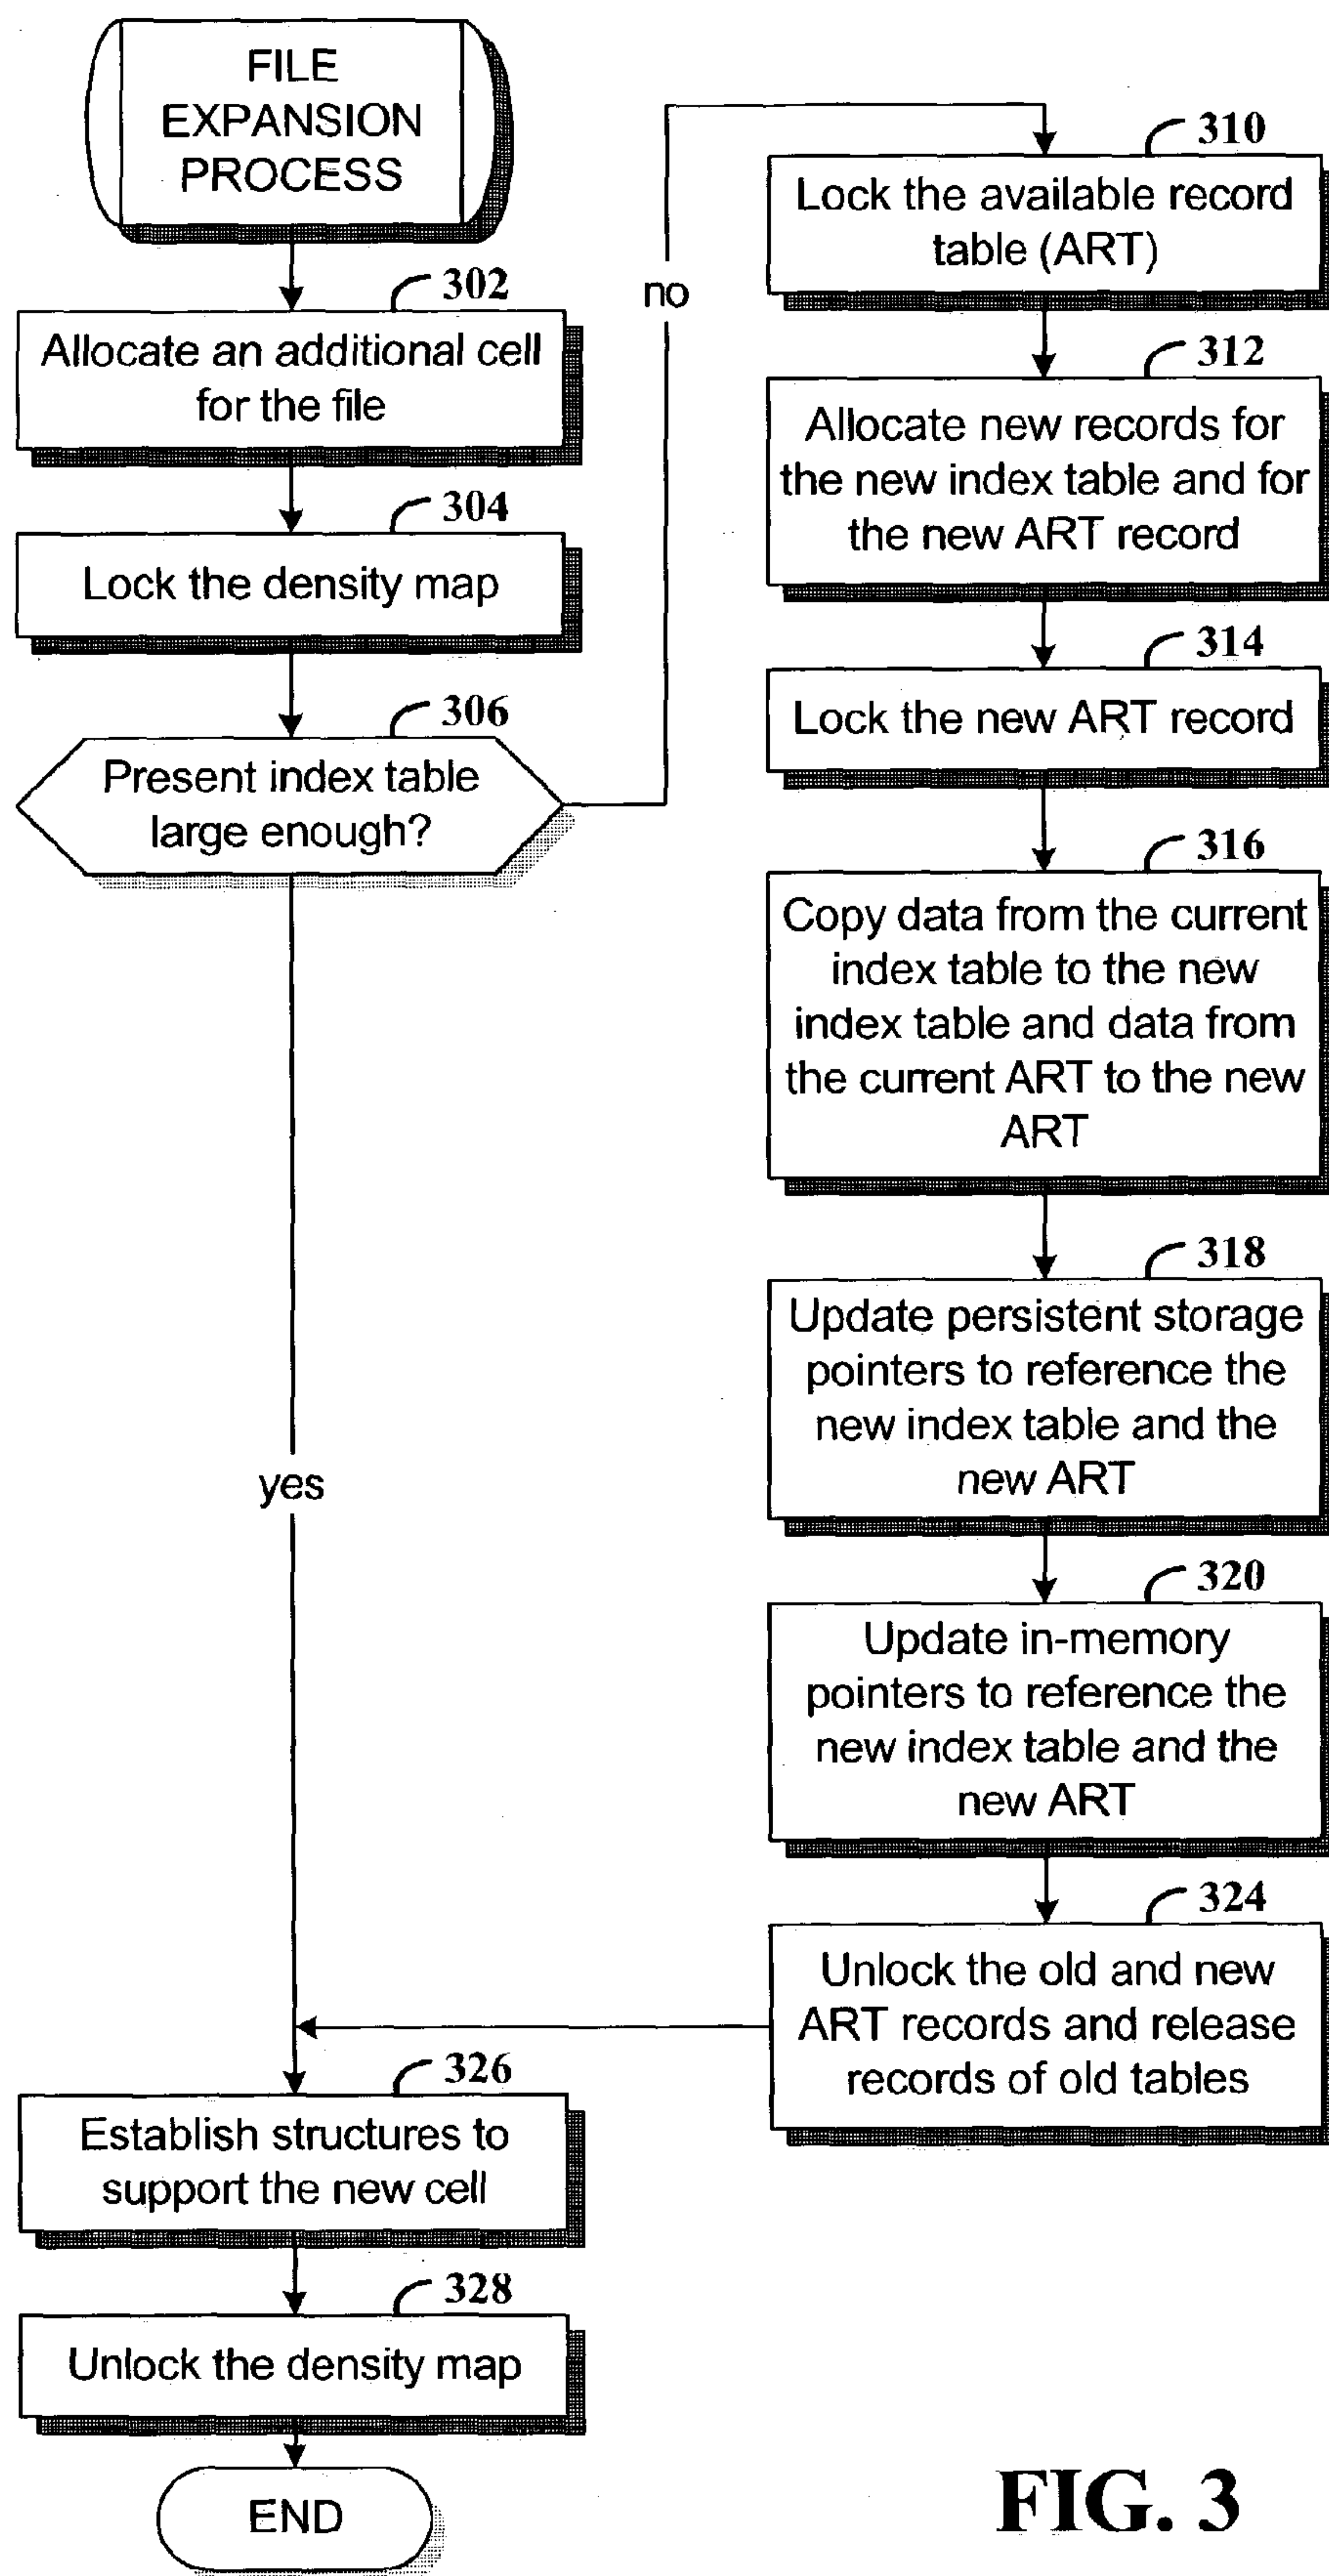 FILE
EXPANSION
PROCESS
302
Allocate an additional cell
for the file
304
Lock the density map
306
Present index table
large enough?
no
yes
310
Lock the available record
table (ART)
312
Allocate new records for
the new index table and for
the new ART record
314
Lock the new ART record
316
Copy data from the current
index table to the new
index table and data from
the current ART to the new
ART
318
Update persistent storage
pointers to reference the
new index table and the
new ART
320
Update in-memory
pointers to reference the
new index table and the
new ART
324
Unlock the old and new
ART records and release
records of old tables
326
Establish structures to
support the new cell
328
Unlock the density map
END
FIG. 3